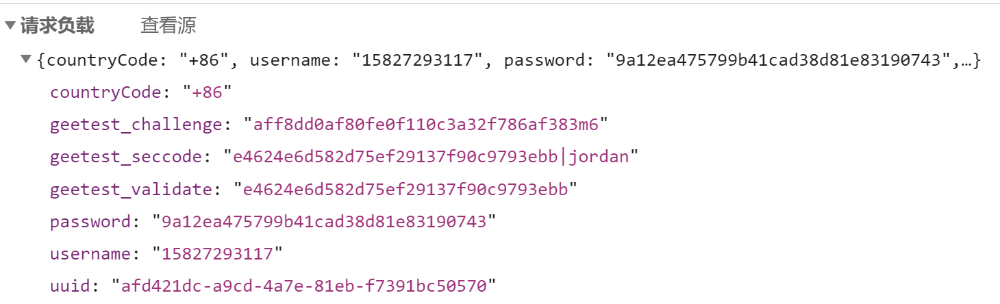 请求负载 查看源
{countryCode: "+86", username: "15827293117", password: "9a12ea475799b41cad38d81e83190743",…}
countryCode: "+86"
geetest_challenge: "aff8dd0af80fe0f110c3a32f786af383m6"
geetest_seccode: "e4624e6d582d75ef29137f90c9793ebb|jordan"
geetest_validate: "e4624e6d582d75ef29137f90c9793ebb"
password: "9a12ea475799b41cad38d81e83190743"
username: "15827293117"
uuid: "afd421dc-a9cd-4a7e-81eb-f7391bc50570"